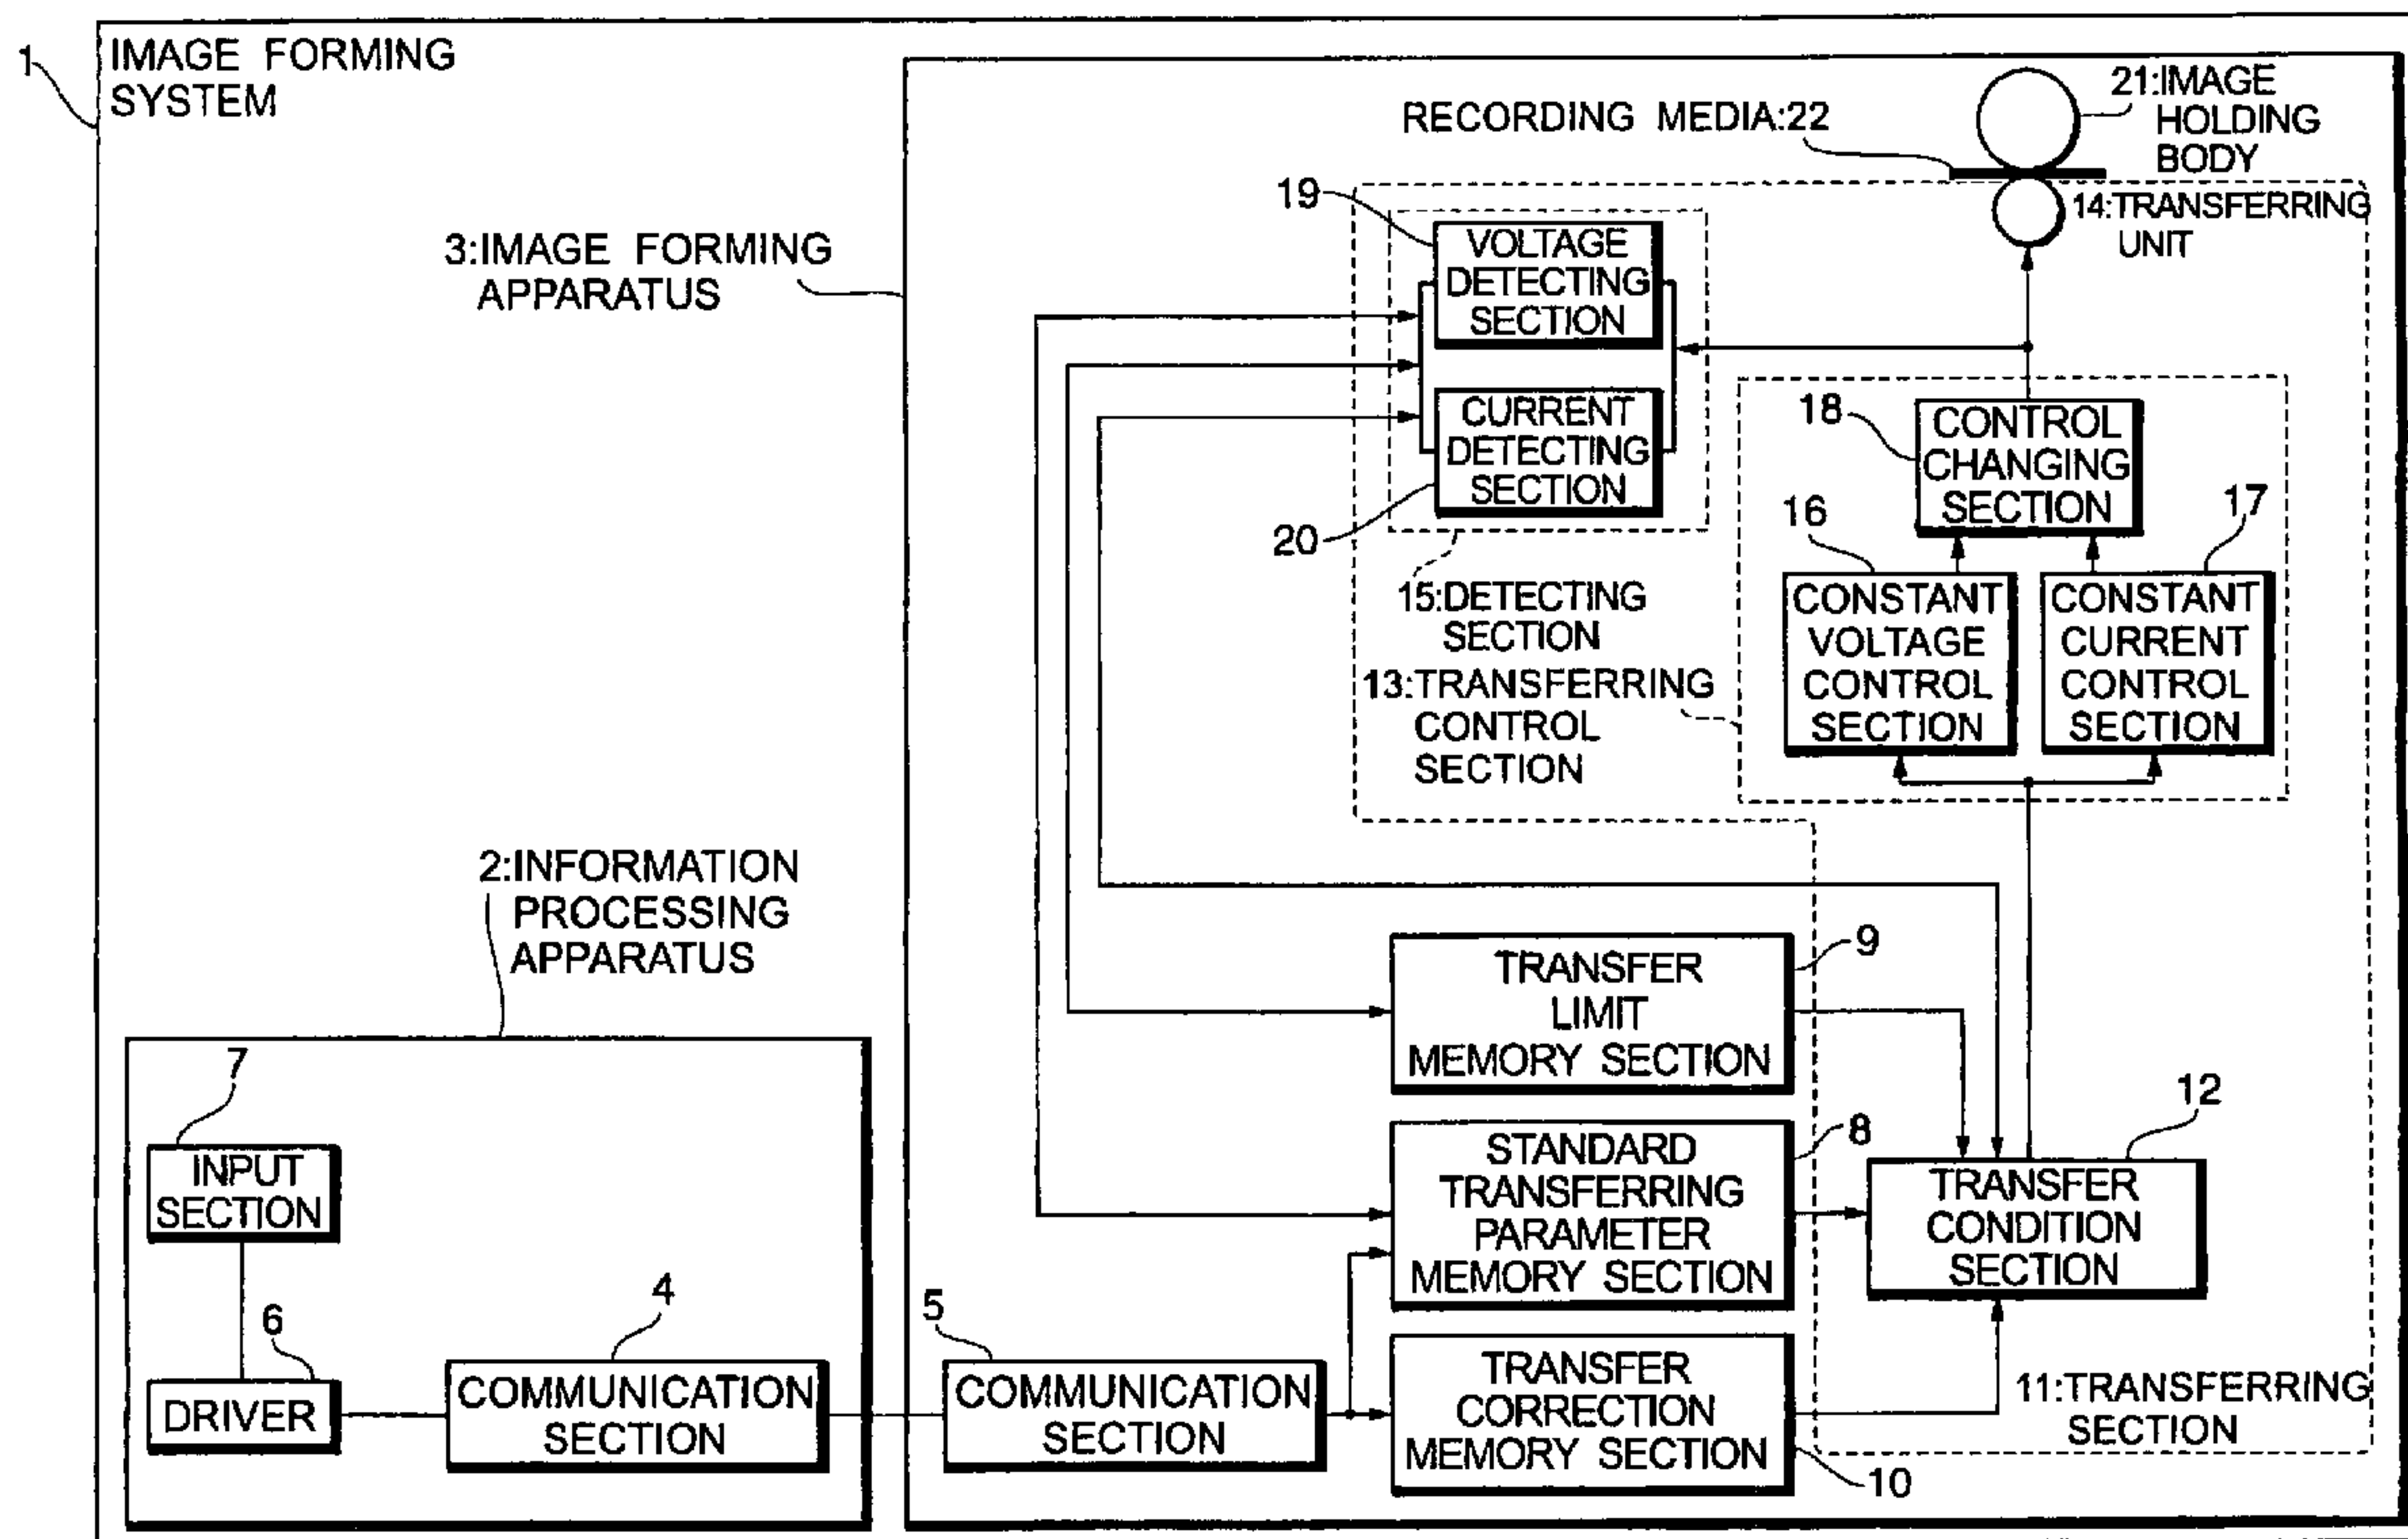 1
IMAGE FORMING
SYSTEM
3:IMAGE FORMING
APPARATUS
RECORDING MEDIA:22
21:IMAGE
HOLDING
BODY
14:TRANSFERRING
UNIT
19
VOLTAGE
DETECTING
SECTION
CURRENT
DETECTING
SECTION
20
15:DETECTING
SECTION
18
CONTROL
CHANGING
SECTION
16
17
CONSTANT
VOLTAGE
CONTROL
SECTION
CONSTANT
CURRENT
CONTROL
SECTION
13:TRANSFERRING
CONTROL
SECTION
2:INFORMATION
PROCESSING
APPARATUS
9
TRANSFER
LIMIT
MEMORY SECTION
8
STANDARD
TRANSFERRING
PARAMETER
MEMORY SECTION
12
TRANSFER
CONDITION
SECTION
7
INPUT
SECTION
6
DRIVER
4
COMMUNICATION
SECTION
5
COMMUNICATION
SECTION
TRANSFER
CORRECTION
MEMORY SECTION
10
11:TRANSFERRING
SECTION